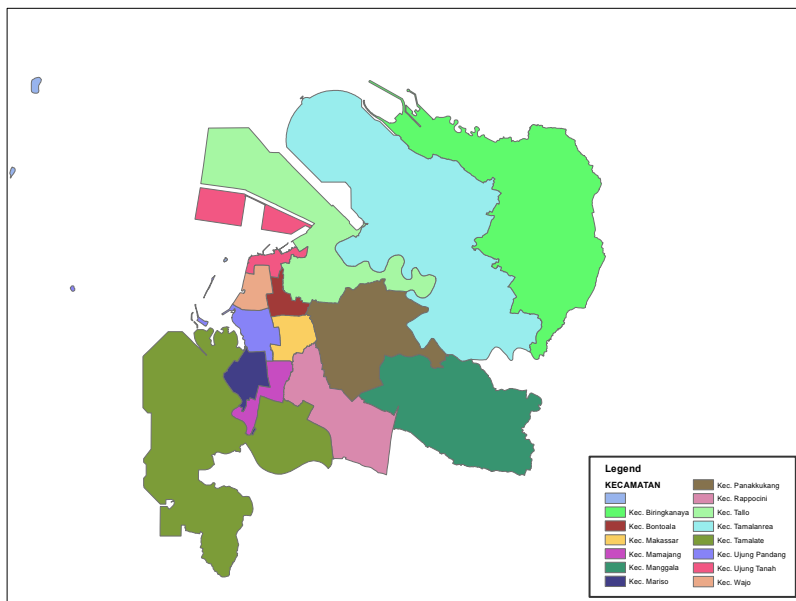 Legend
KECAMATAN
Kec. Biringkanaya
Kec. Bontoala
Kec. Makassar
Kec. Mamajang
Kec. Manggala
Kec. Mariso
Kec. Panakkukang
Kec. Rappocini
Kec. Tallo
Kec. Tamalanrea
Kec. Tamalate
Kec. Ujung Pandang
Kec. Ujung Tanah
Kec. Wajo